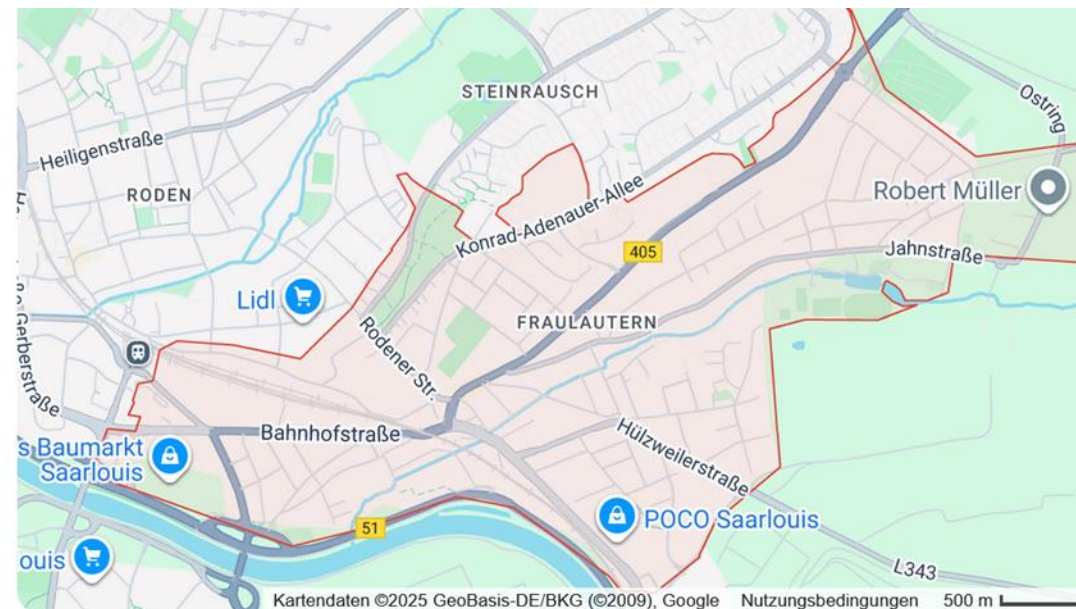 STEINRAUSCH
Ostring
Heiligenstraße
RODEN
Robert Müller
Konrad-Adenauer-Allee
405
Jahnstraße
Lidl
FRAULAUTERN
Gerberstraße
Rodener Str.
Bahnhofstraße
Hülzweilerstraße
s Baumarkt
Saarlouis
POCO Saarlouis
51
ouis
L343
Kartendaten ©2025 GeoBasis-DE/BKG (©2009), Google
Nutzungsbedingungen
500 m